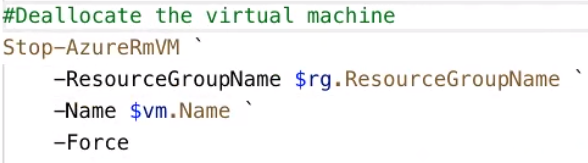 #Deallocate the virtual machine
Stop-AzureRmVM `
    -ResourceGroupName $rg.ResourceGroupName `
    -Name $vm.Name `
    -Force